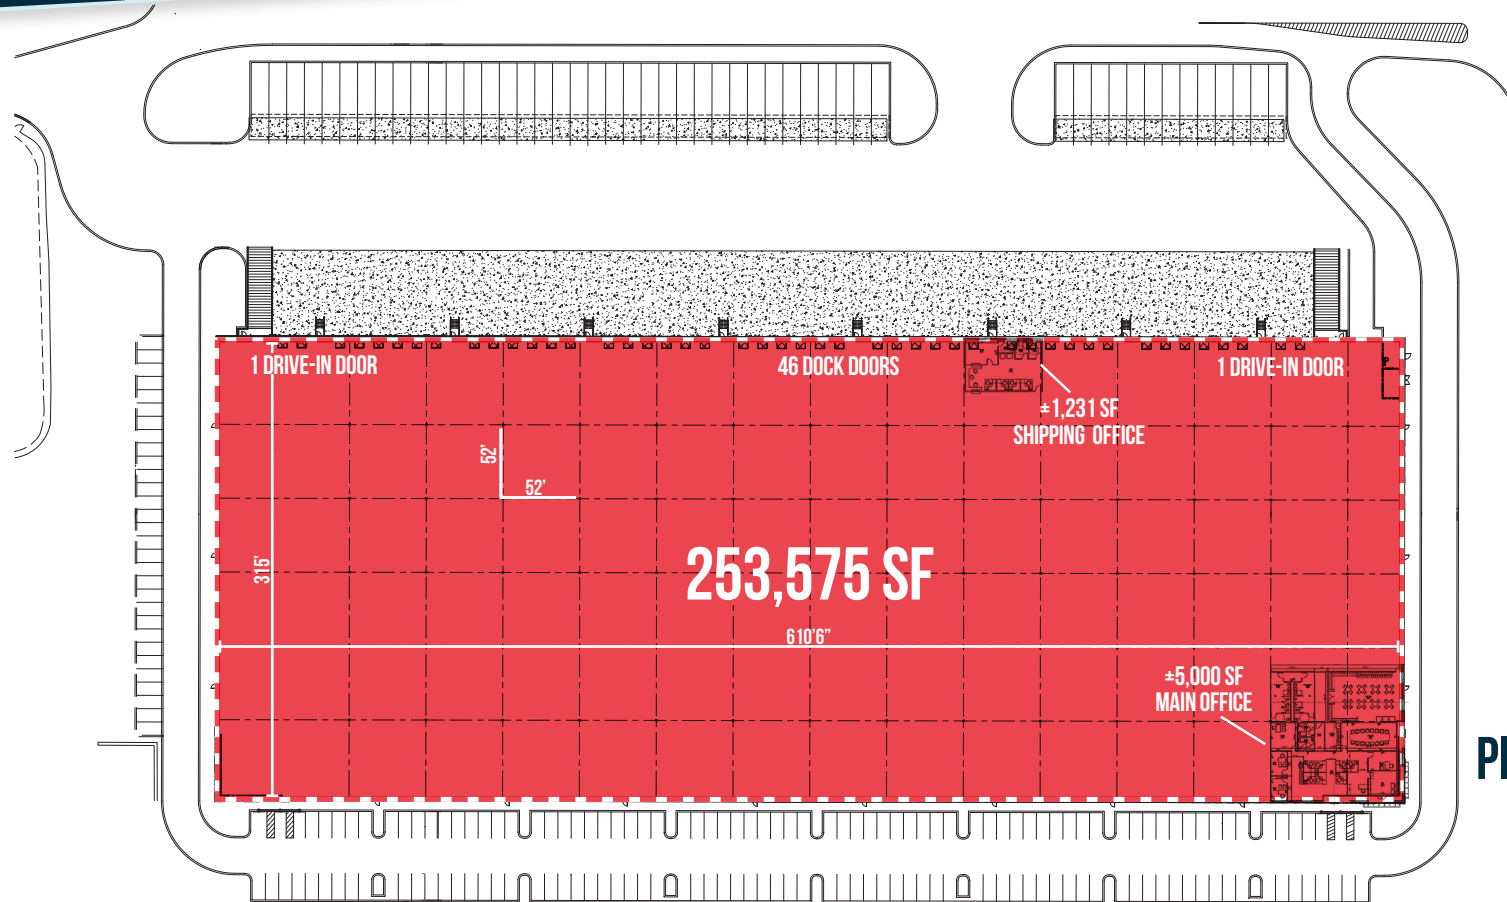 1 DRIVE-IN DOOR
46 DOCK DOORS
1 DRIVE-IN DOOR
±1,231 SF
SHIPPING OFFICE
52'
52'
315'
253,575 SF
610'6"
±5,000 SF
MAIN OFFICE